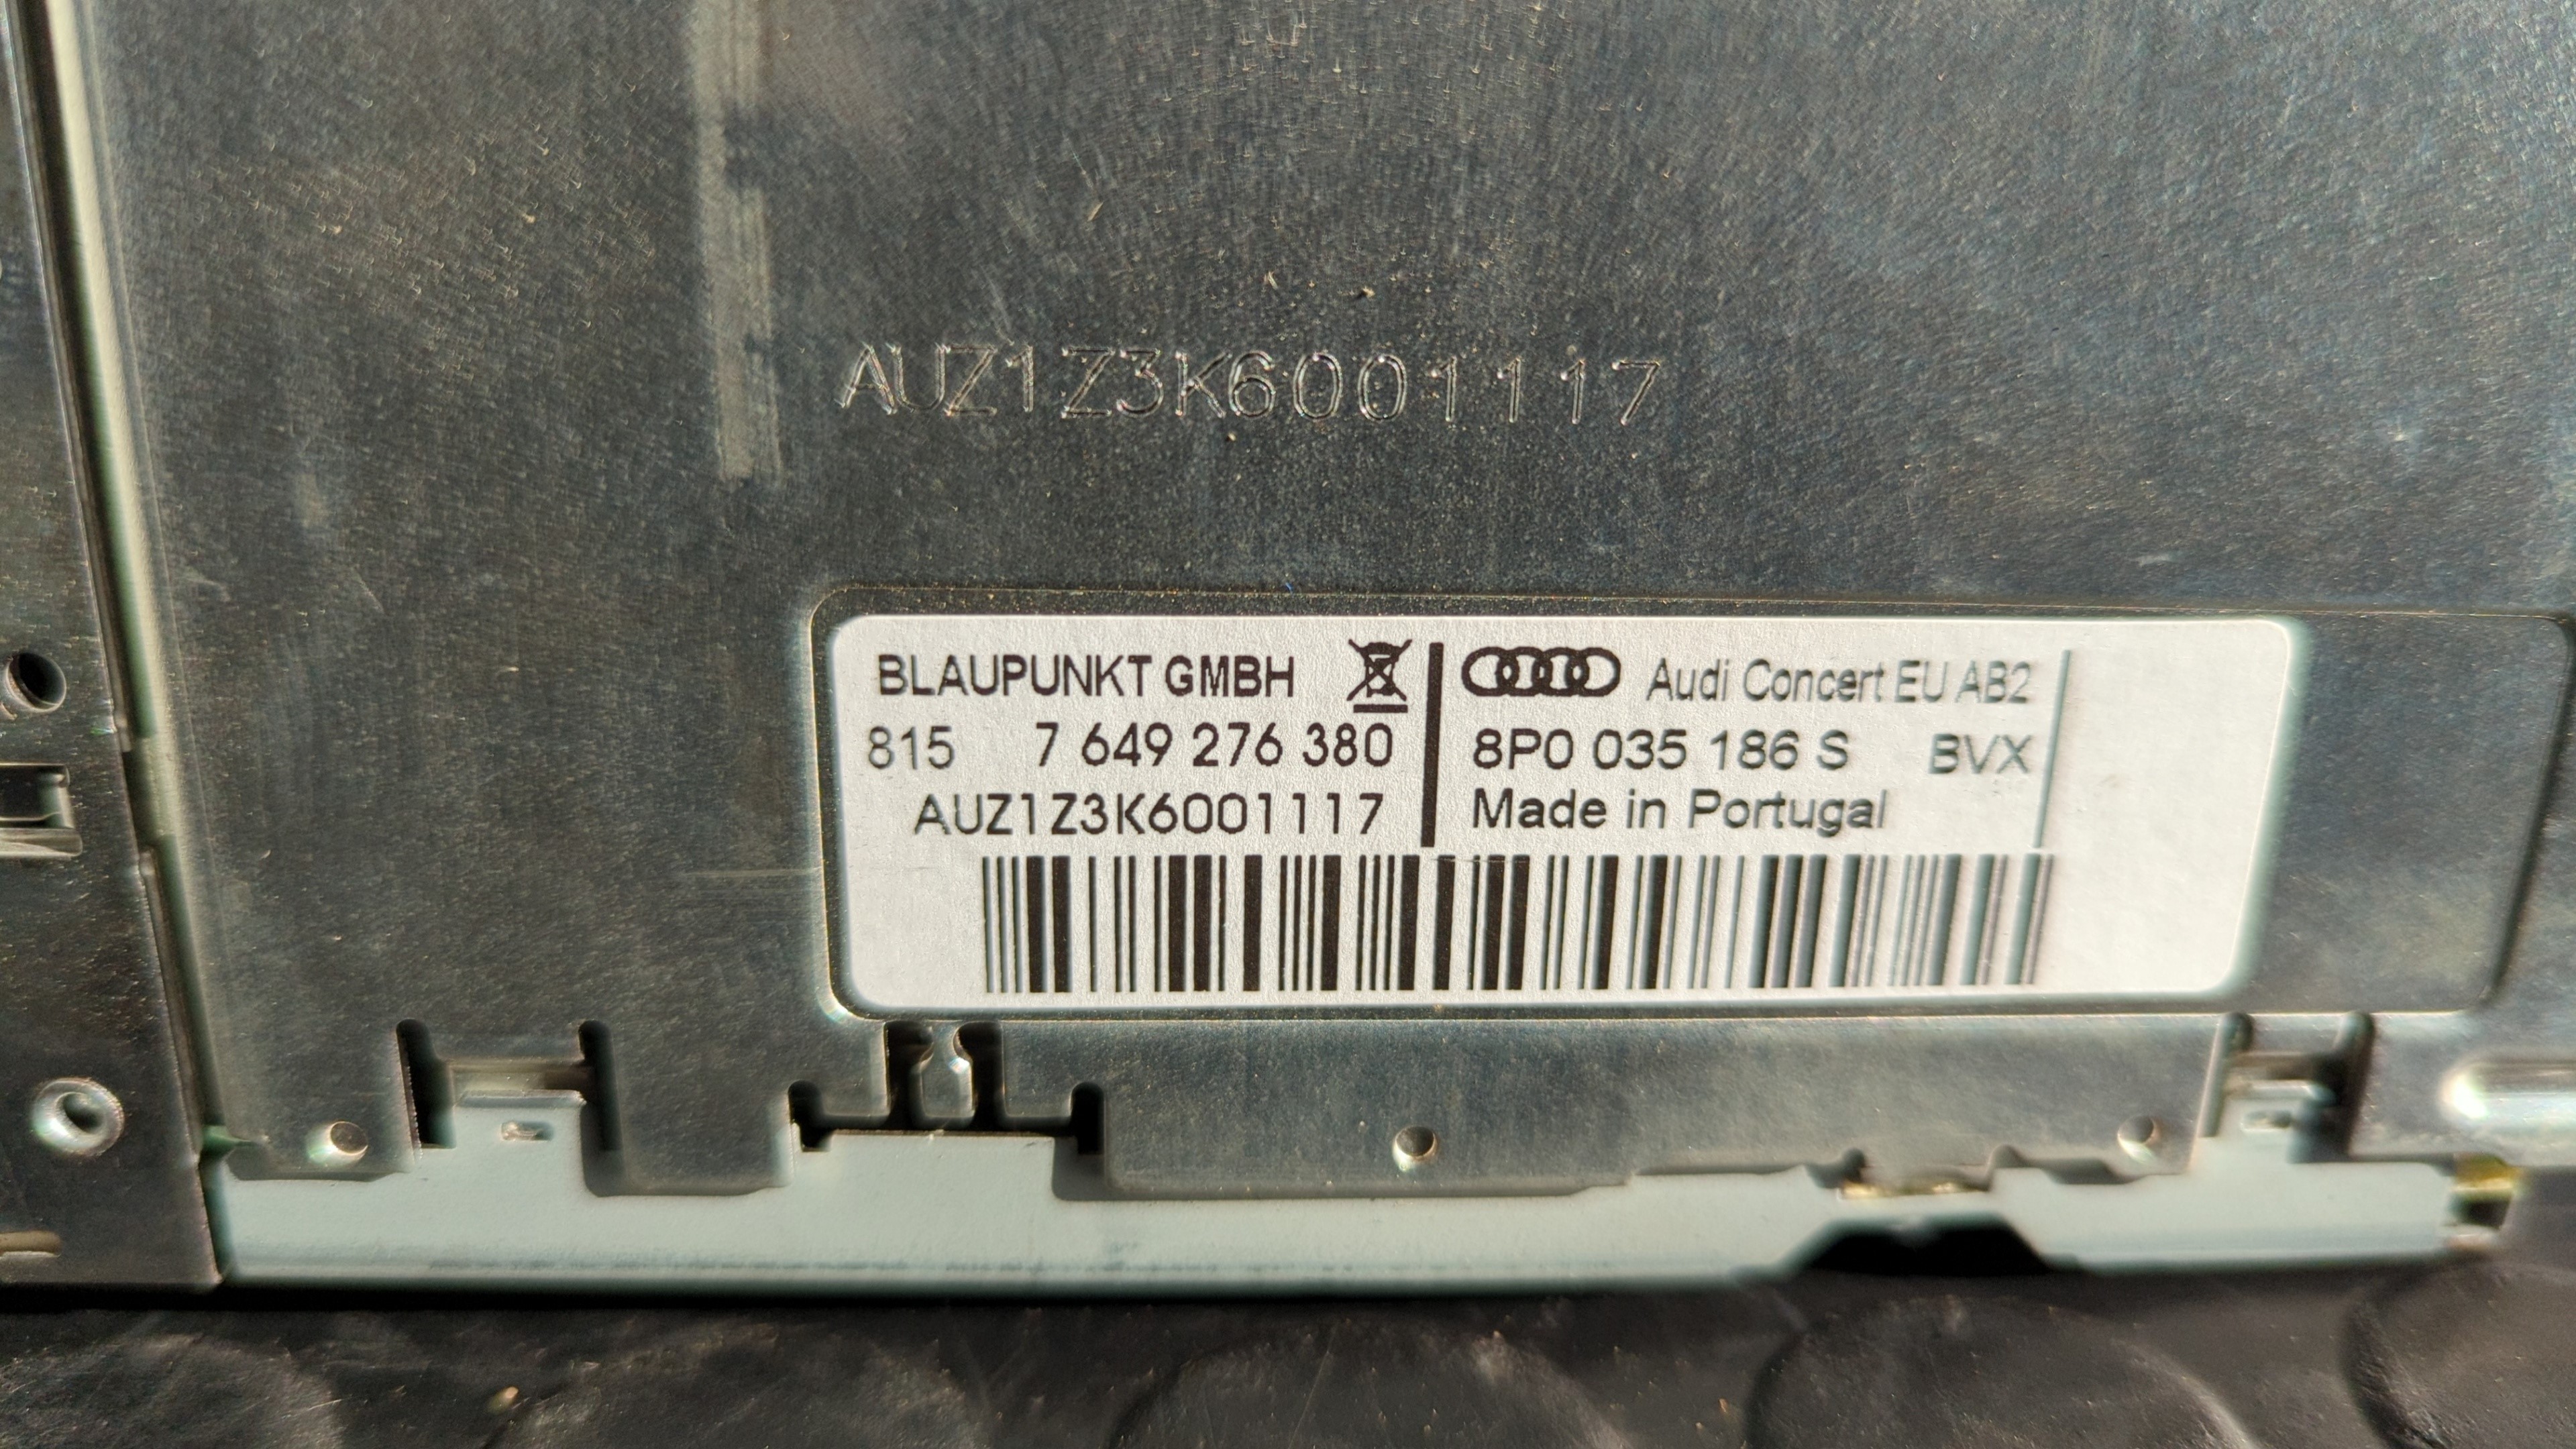 AUZ1Z3K6001117
BLAUPUNKT GMBH
815 7 649 276 380
AUZ1Z3K6001117
Audi Concert EU AB2
8P0 035 186 S BVX
Made in Portugal